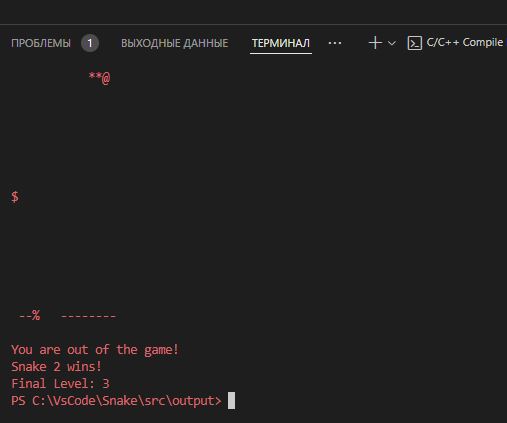 ПРОБЛЕМЫ 1 ВЫХОДНЫЕ ДАННЫЕ ТЕРМИНАЛ ··· + C/C++ Compile
**@
$
--% --------
You are out of the game!
Snake 2 wins!
Final Level: 3
PS C:\VsCode\Snake\src\output>